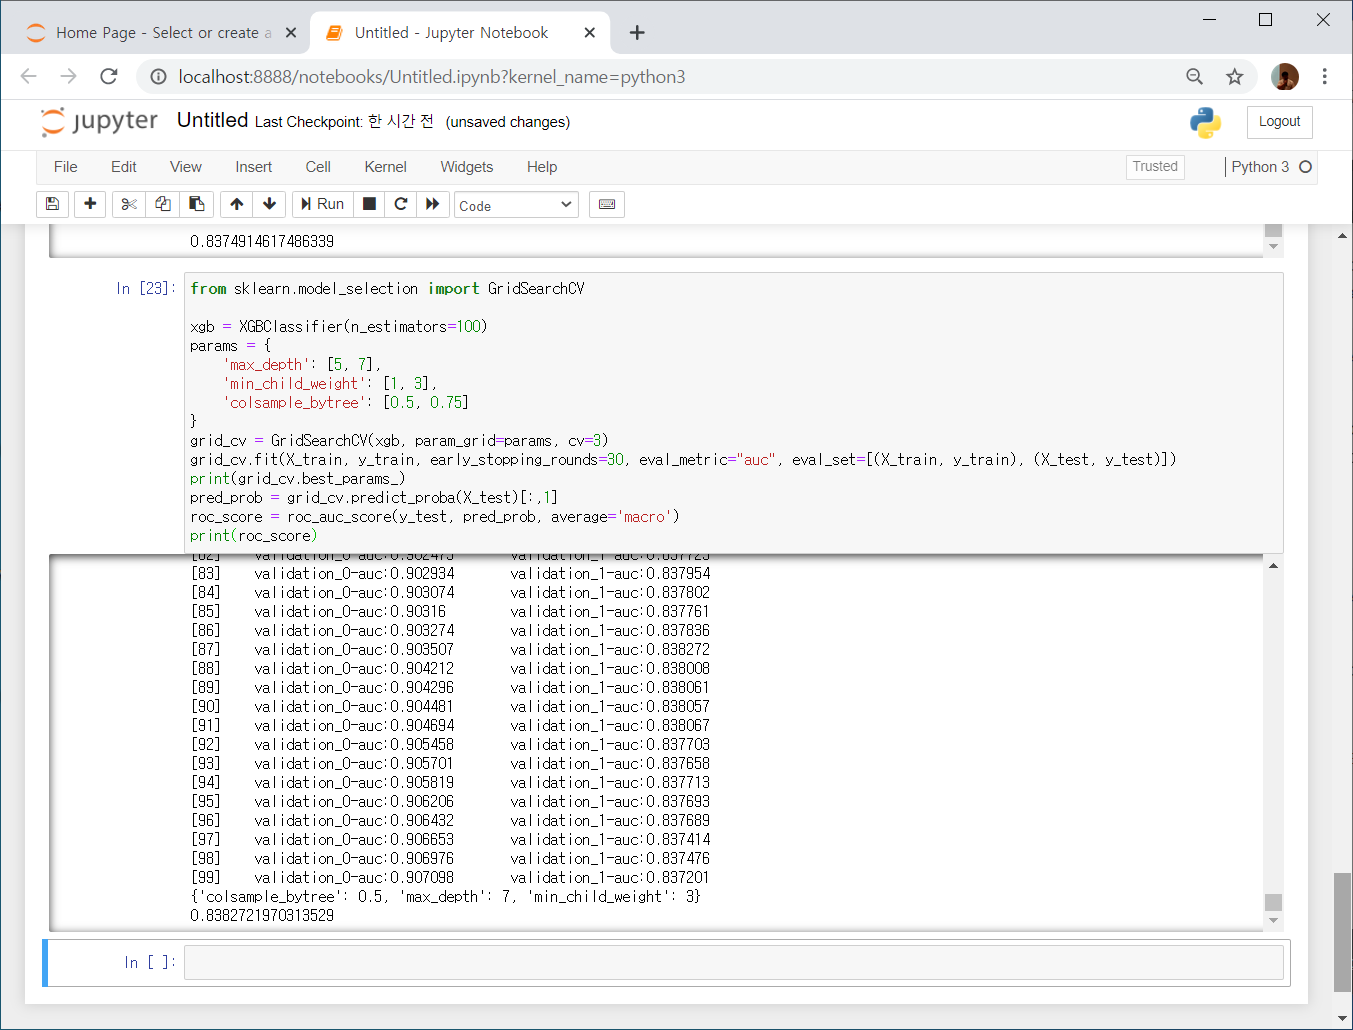 Home Page - Select or create a
Untitled - Jupyter Notebook
localhost:8888/notebooks/Untitled.ipynb?kernel_name=python3
jupyter Untitled Last Checkpoint: 한 시간 전 (unsaved changes)
Logout
File Edit View Insert Cell Kernel Widgets Help
Trusted
Python 3
Run
Code
0.8374914617486339
In [23]:
from sklearn.model_selection import GridSearchCV
xgb = XGBClassifier(n_estimators=100)
params = {
    'max_depth': [5, 7],
    'min_child_weight': [1, 3],
    'colsample_bytree': [0.5, 0.75]
}
grid_cv = GridSearchCV(xgb, param_grid=params, cv=3)
grid_cv.fit(X_train, y_train, early_stopping_rounds=30, eval_metric="auc", eval_set=[(X_train, y_train), (X_test, y_test)])
print(grid_cv.best_params_)
pred_prob = grid_cv.predict_proba(X_test)[:,1]
roc_score = roc_auc_score(y_test, pred_prob, average='macro')
print(roc_score)
[82] validation_0-auc:0.902473 validation_1-auc:0.837723
[83] validation_0-auc:0.902934 validation_1-auc:0.837954
[84] validation_0-auc:0.903074 validation_1-auc:0.837802
[85] validation_0-auc:0.90316 validation_1-auc:0.837761
[86] validation_0-auc:0.903274 validation_1-auc:0.837836
[87] validation_0-auc:0.903507 validation_1-auc:0.838272
[88] validation_0-auc:0.904212 validation_1-auc:0.838008
[89] validation_0-auc:0.904296 validation_1-auc:0.838061
[90] validation_0-auc:0.904481 validation_1-auc:0.838057
[91] validation_0-auc:0.904694 validation_1-auc:0.838067
[92] validation_0-auc:0.905458 validation_1-auc:0.837703
[93] validation_0-auc:0.905701 validation_1-auc:0.837658
[94] validation_0-auc:0.905819 validation_1-auc:0.837713
[95] validation_0-auc:0.906206 validation_1-auc:0.837693
[96] validation_0-auc:0.906432 validation_1-auc:0.837689
[97] validation_0-auc:0.906653 validation_1-auc:0.837414
[98] validation_0-auc:0.906976 validation_1-auc:0.837476
[99] validation_0-auc:0.907098 validation_1-auc:0.837201
{'colsample_bytree': 0.5, 'max_depth': 7, 'min_child_weight': 3}
0.8382721970313529
In [ ]: